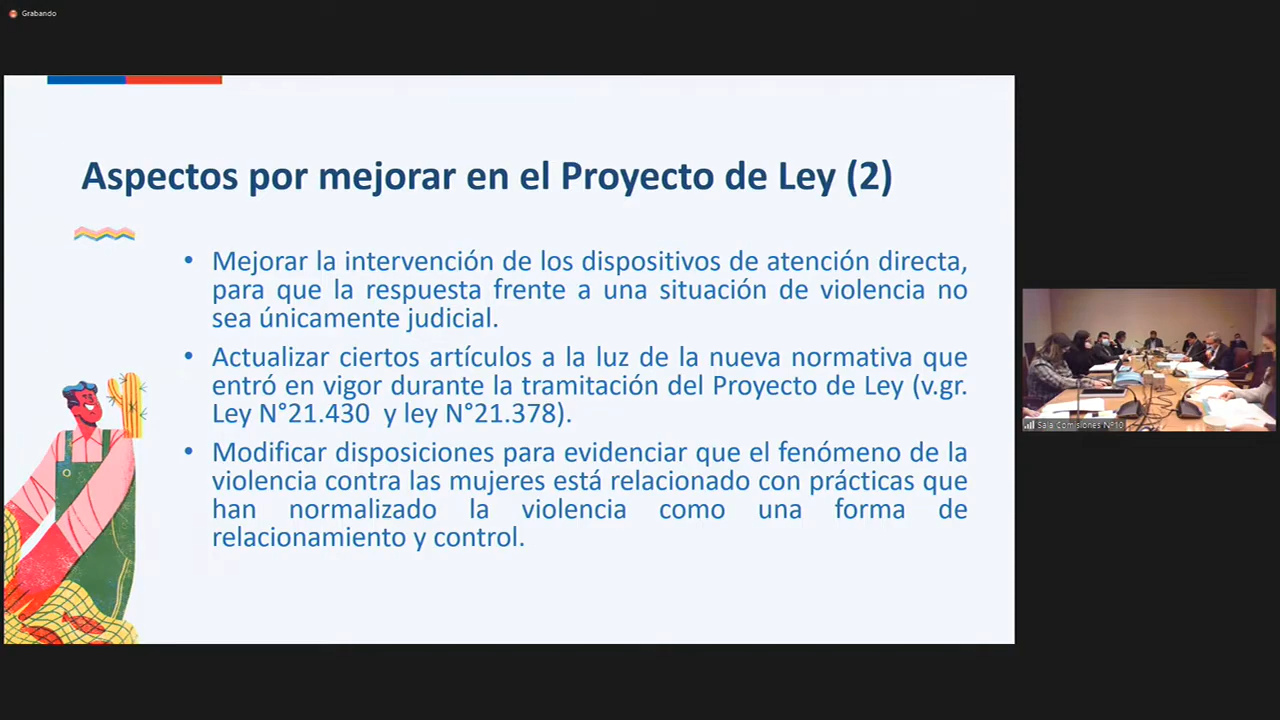 Grabando
Aspectos por mejorar en el Proyecto de Ley (2)
• Mejorar la intervención de los dispositivos de atención directa,
para que la respuesta frente a una situación de violencia no
sea únicamente judicial.
• Actualizar ciertos artículos a la luz de la nueva normativa que
entró en vigor durante la tramitación del Proyecto de Ley (v.gr.
Ley N°21.430 y ley N°21.378).
• Modificar disposiciones para evidenciar que el fenómeno de la
violencia contra las mujeres está relacionado con prácticas que
han normalizado la violencia como una forma de
relacionamiento y control.
Sala Comisiones N°10